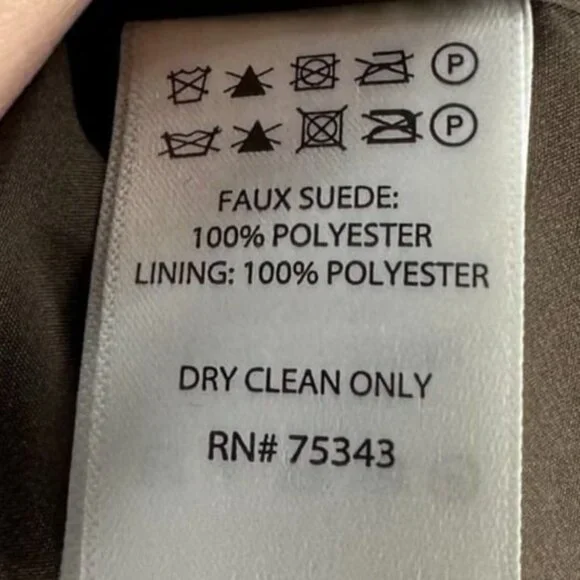 P
P
FAUX SUEDE:
100% POLYESTER
LINING: 100% POLYESTER
DRY CLEAN ONLY
RN# 75343